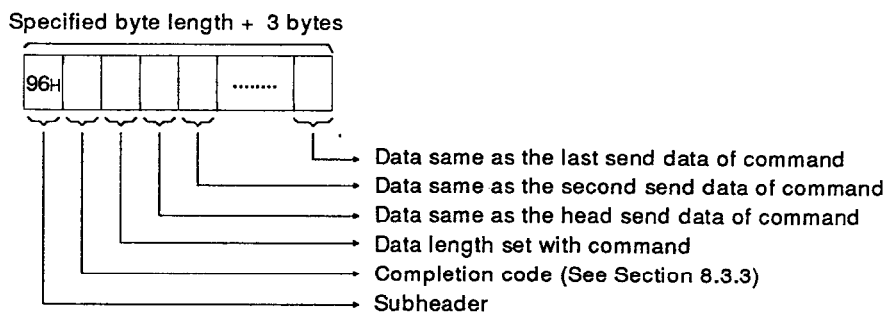 Specified byte length + 3 bytes
96H ........
Data same as the last send data of command
Data same as the second send data of command
Data same as the head send data of command
Data length set with command
Completion code (See Section 8.3.3)
Subheader